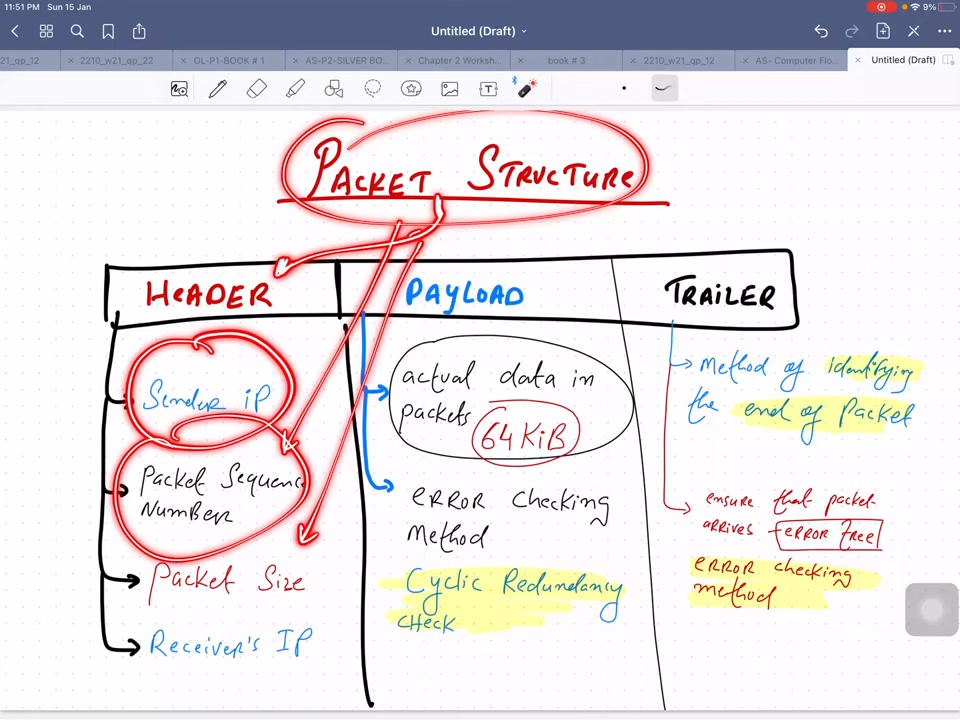 11:51 PM Sun 15 Jan
9%
Untitled (Draft)
21_qp_12
2210_w21_qp_22
OL-P1-BOOK # 1
AS-P2-SILVER BO...
Chapter 2 Worksh...
book # 3
2210_w21_qp_12
AS- Computer Flo...
Untitled (Draft)
PACKET STRUCTURE
HEADER
PAYLOAD
TRAILER
Sender iP
Packet Sequence
Number
Packet Size
Receiver's IP
actual data in
packets 64 KiB
ERROR checking
Method
Cyclic Redundancy
check
Method of identifying
the end of Packet
ensure that packet
arrives ERROR Free
ERROR checking
method